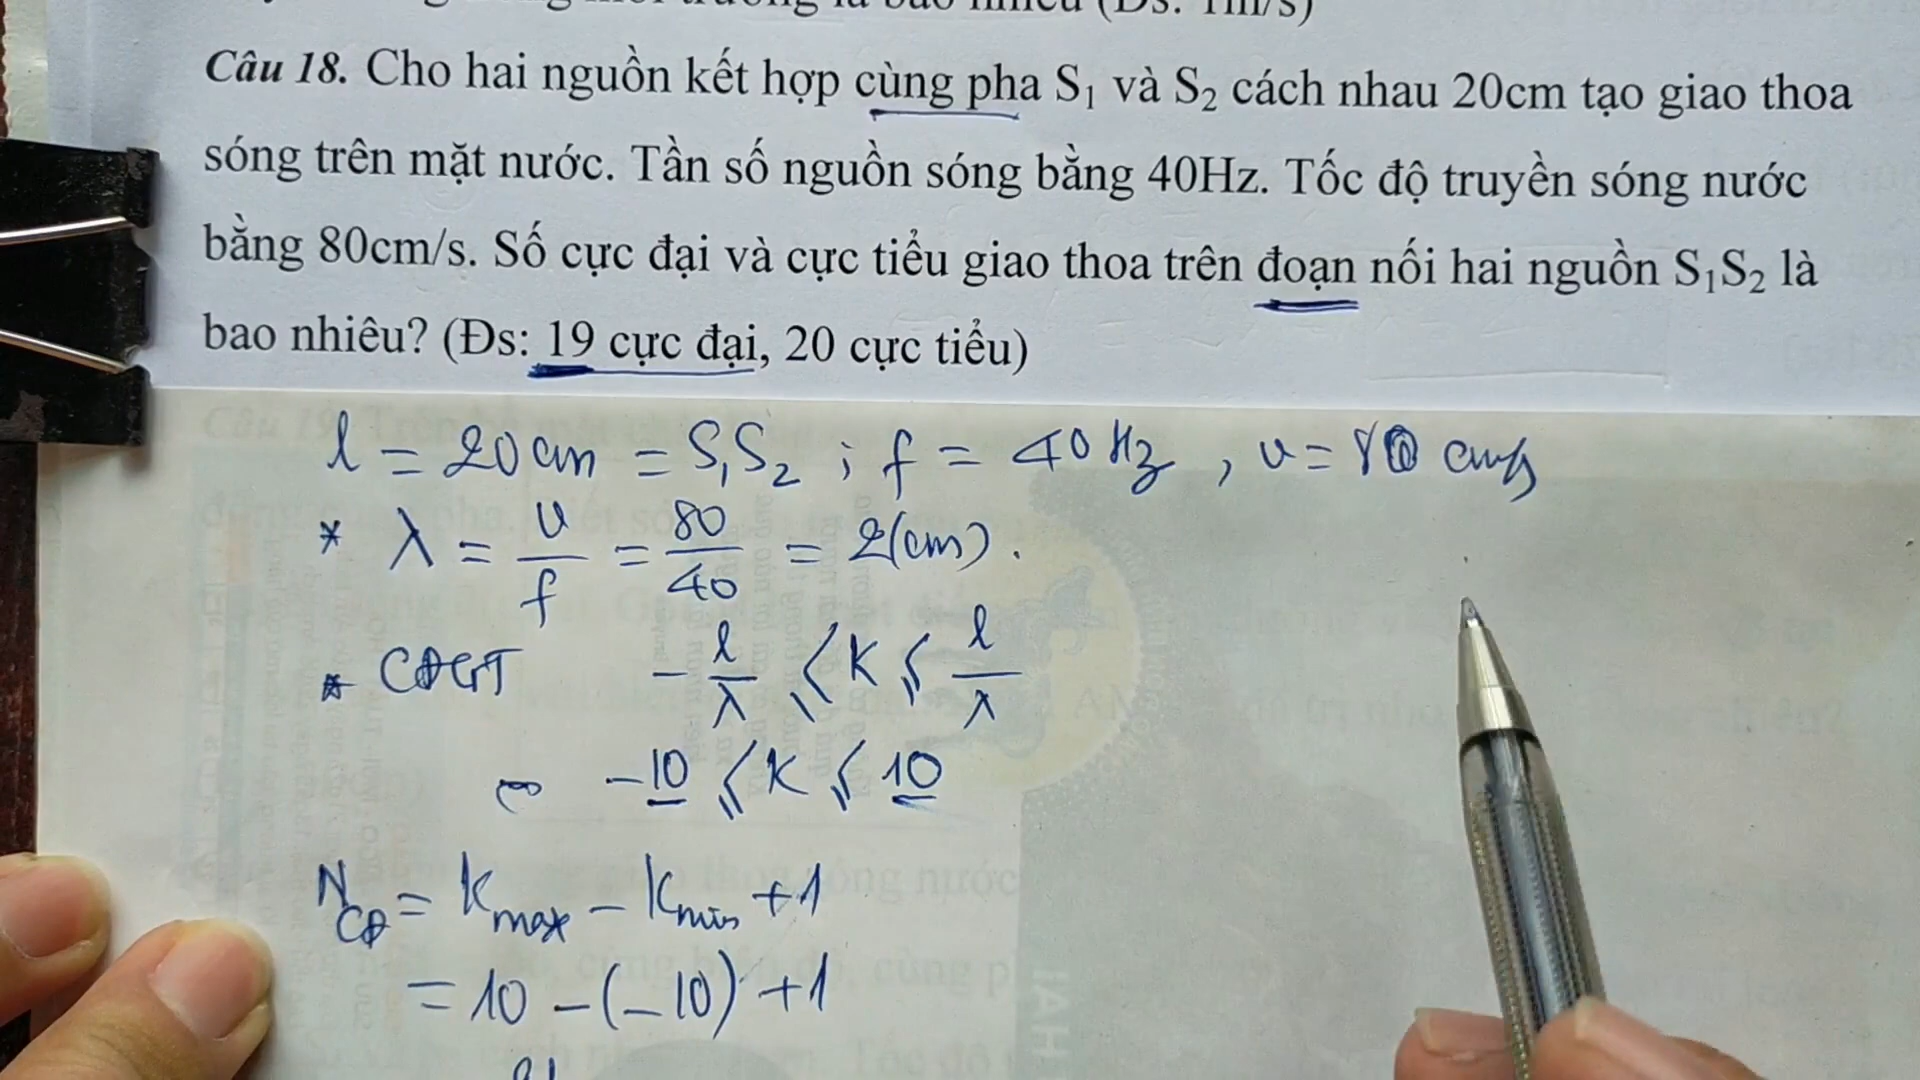 Câu 18. Cho hai nguồn kết hợp cùng pha S₁ và S₂ cách nhau 20cm tạo giao thoa
sóng trên mặt nước. Tần số nguồn sóng bằng 40Hz. Tốc độ truyền sóng nước
bằng 80cm/s. Số cực đại và cực tiểu giao thoa trên đoạn nối hai nguồn S₁S₂ là
bao nhiêu? (Đs: 19 cực đại, 20 cực tiểu)
l = 20cm = S₁S₂ ; f = 40Hz , v = 80 cm/s
* λ = v/f = 80/40 = 2(cm).
* CĐGT -l/λ ⩽ K ⩽ l/λ
⇔ -10 ⩽ K ⩽ 10
N_CĐ = K_max - K_min + 1
= 10 - (-10) + 1